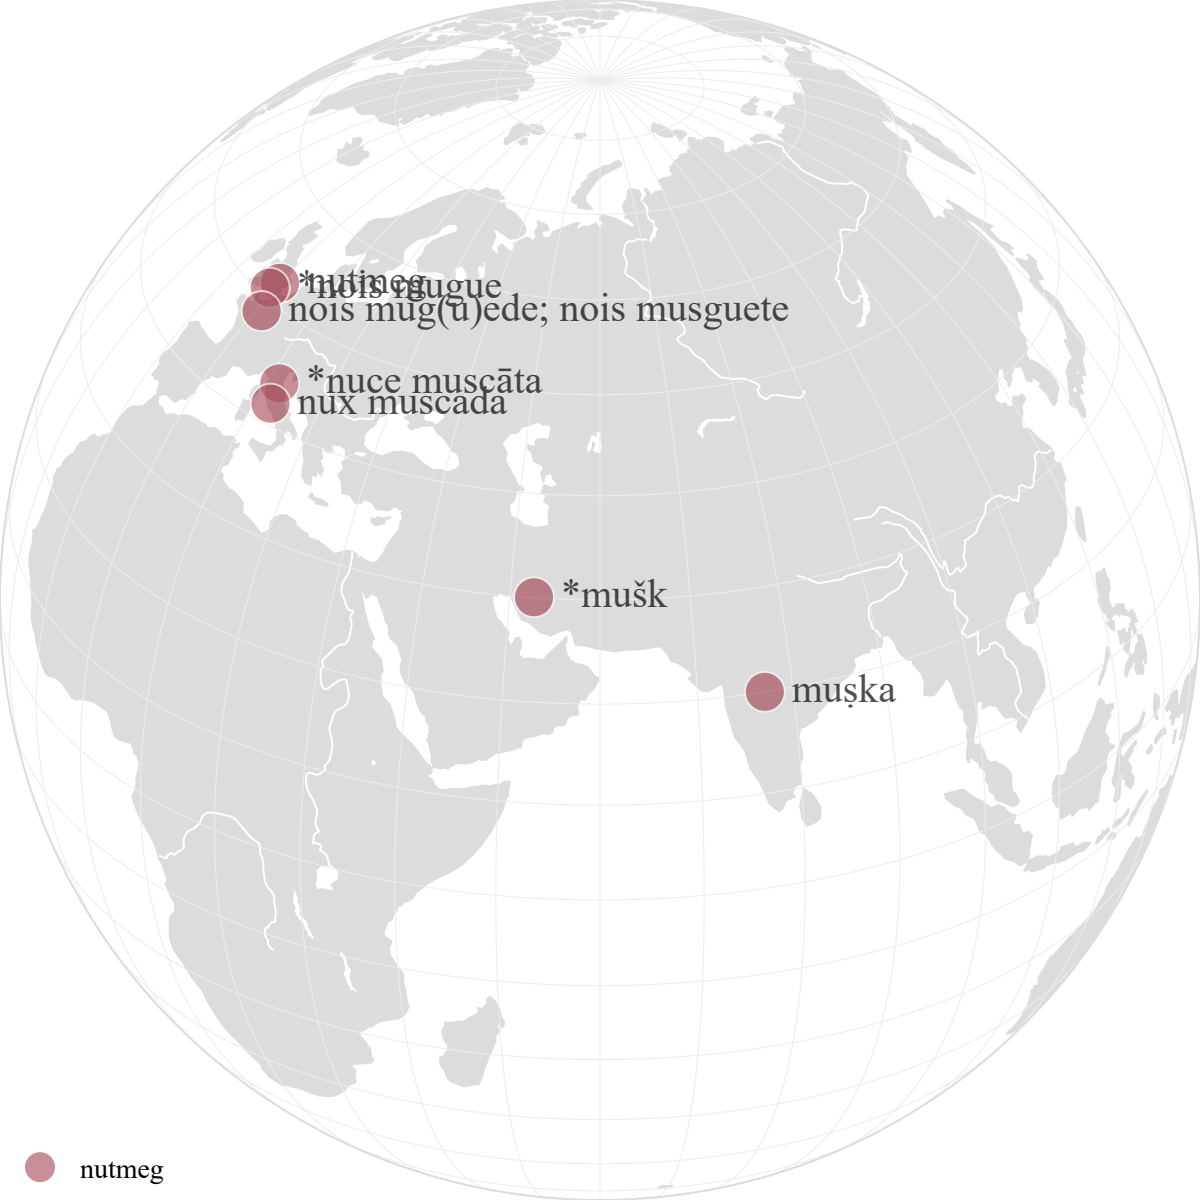 nutmeg
*nois mugue
nois mug(u)ede; nois musguete
*nuce muscāta
nux muscada
*mušk
muṣka
nutmeg